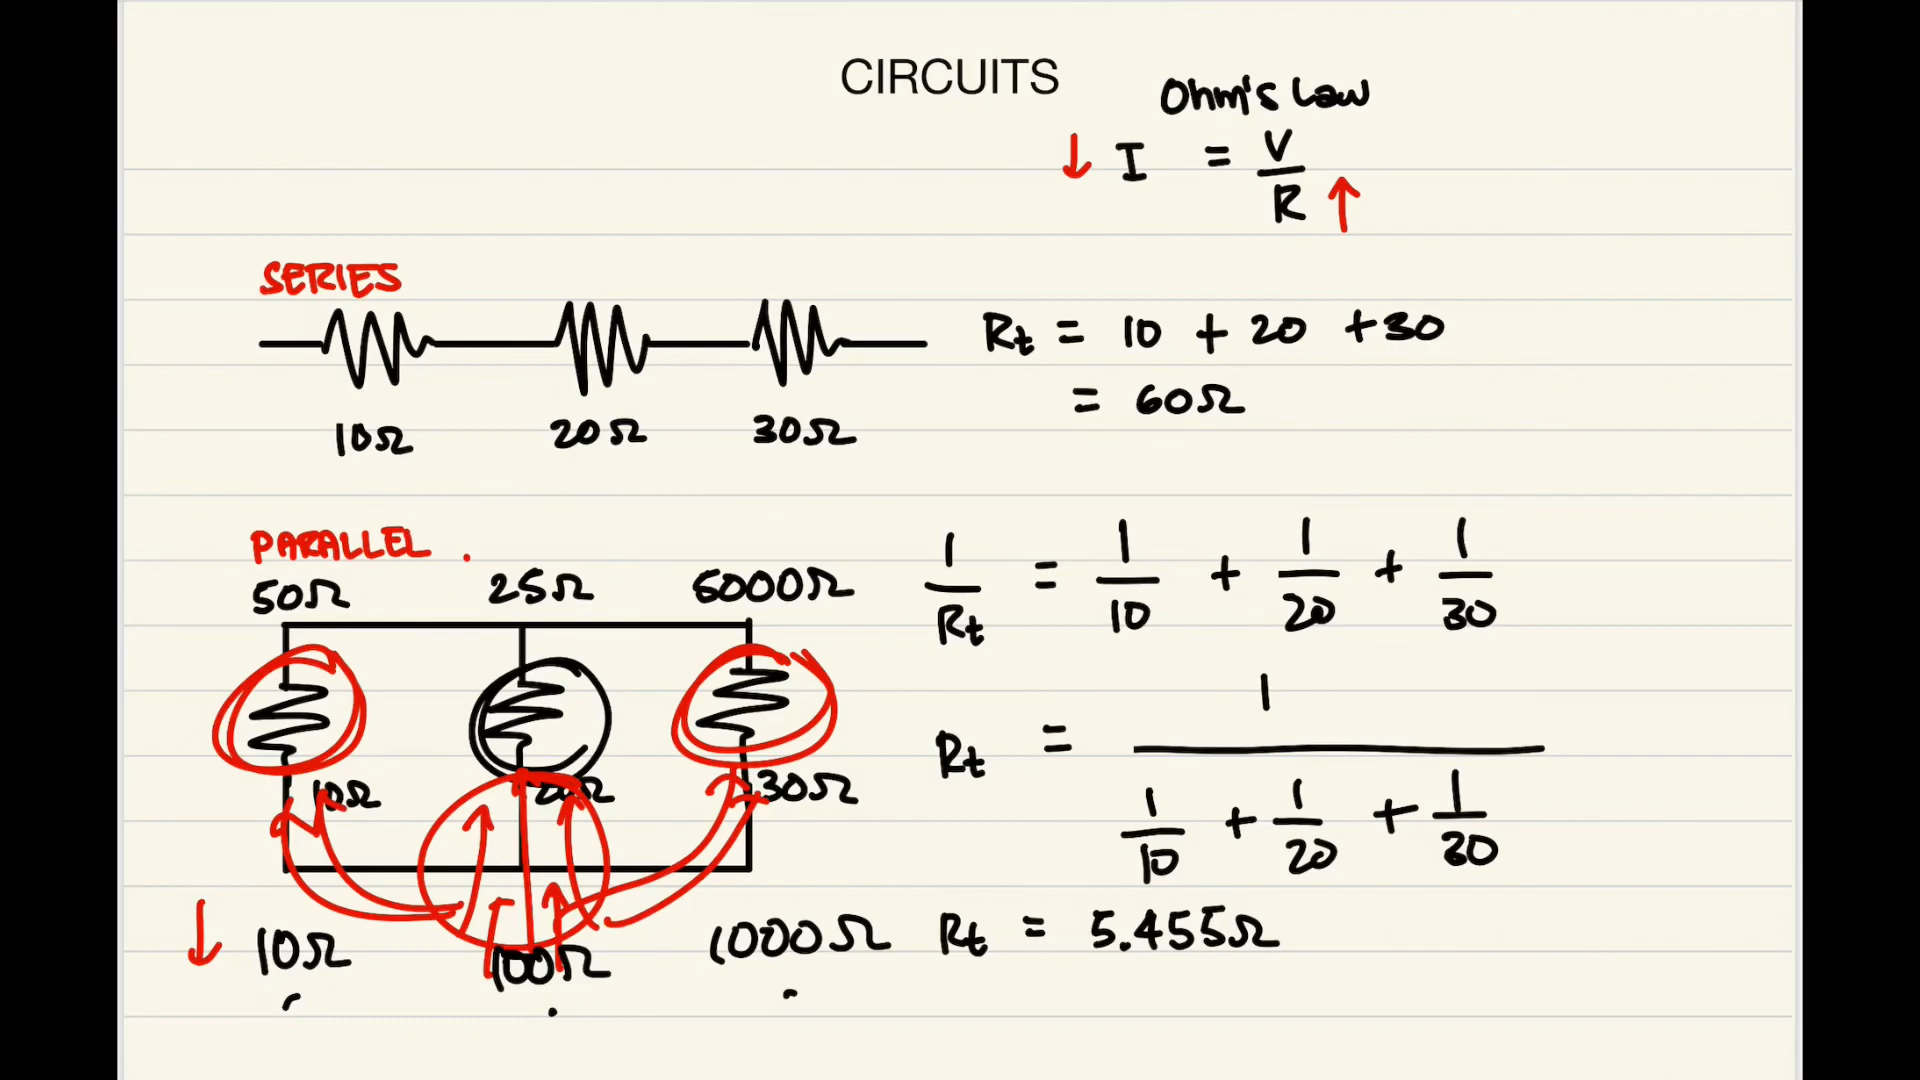 CIRCUITS
Ohm's Law
↓ I = V/R ↑
SERIES
10Ω 20Ω 30Ω
Rt = 10 + 20 + 30
= 60Ω
PARALLEL .
50Ω 25Ω 5000Ω
10Ω 20Ω 30Ω
↓ 10Ω 100Ω 1000Ω
1/Rt = 1/10 + 1/20 + 1/30
Rt = 1/(1/10 + 1/20 + 1/30)
Rt = 5.455Ω